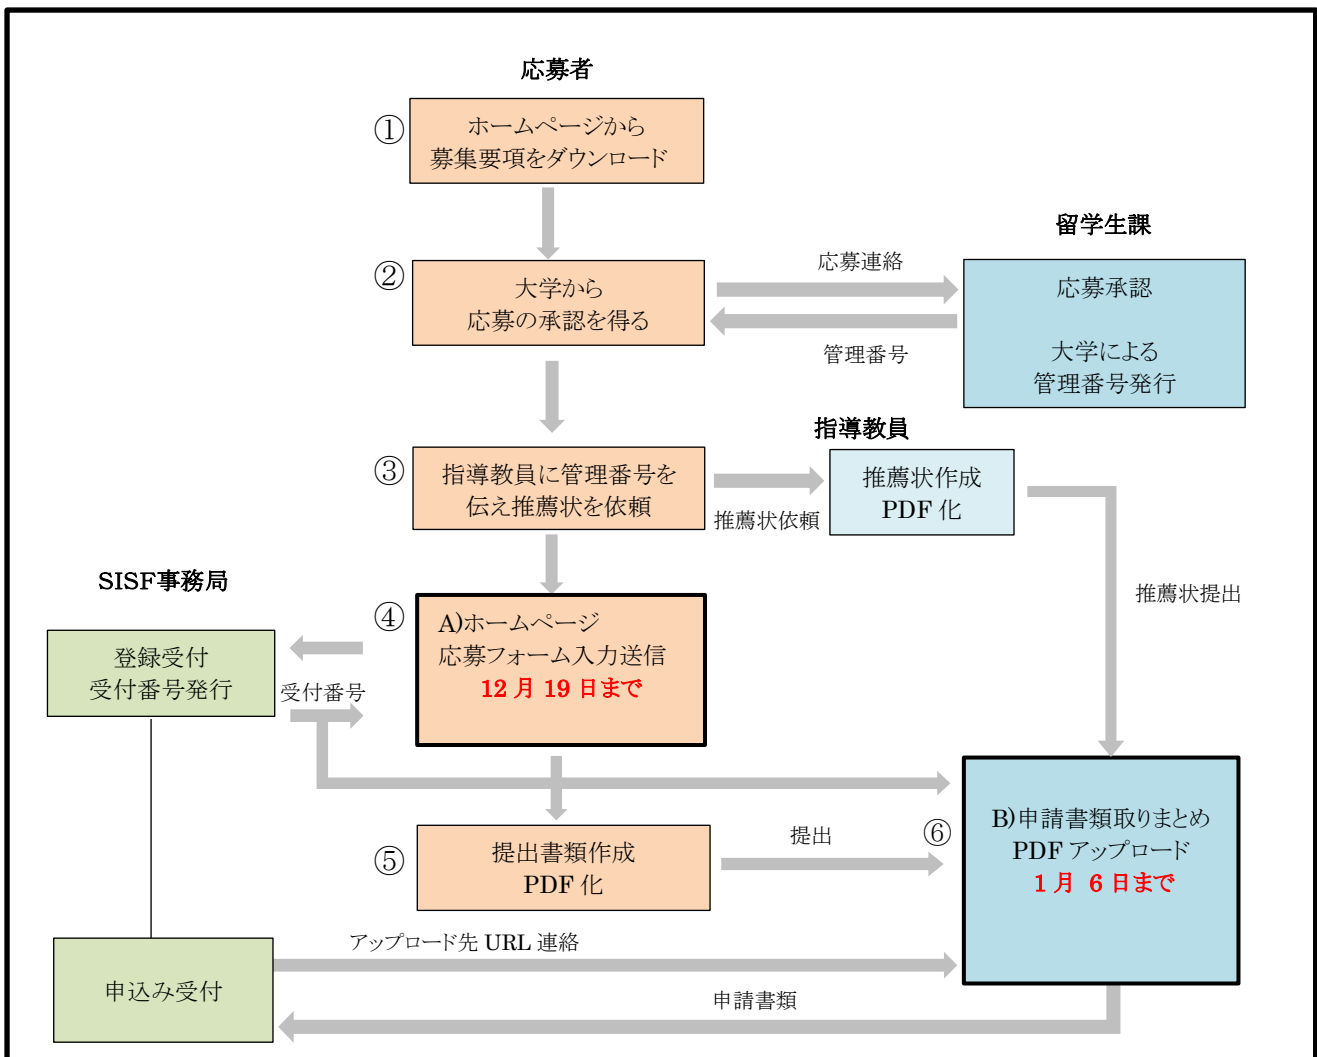 応募者
①
ホームページから
募集要項をダウンロード
留学生課
②
大学から
応募の承認を得る
応募連絡
管理番号
応募承認
大学による
管理番号発行
指導教員
③
指導教員に管理番号を
伝え推薦状を依頼
推薦状依頼
推薦状作成
PDF 化
推薦状提出
SISF事務局
④
A)ホームページ
応募フォーム入力送信
12 月 19 日まで
登録受付
受付番号発行
受付番号
⑤
提出書類作成
PDF 化
提出
⑥
B)申請書類取りまとめ
PDF アップロード
1 月 6 日まで
アップロード先 URL 連絡
申込み受付
申請書類